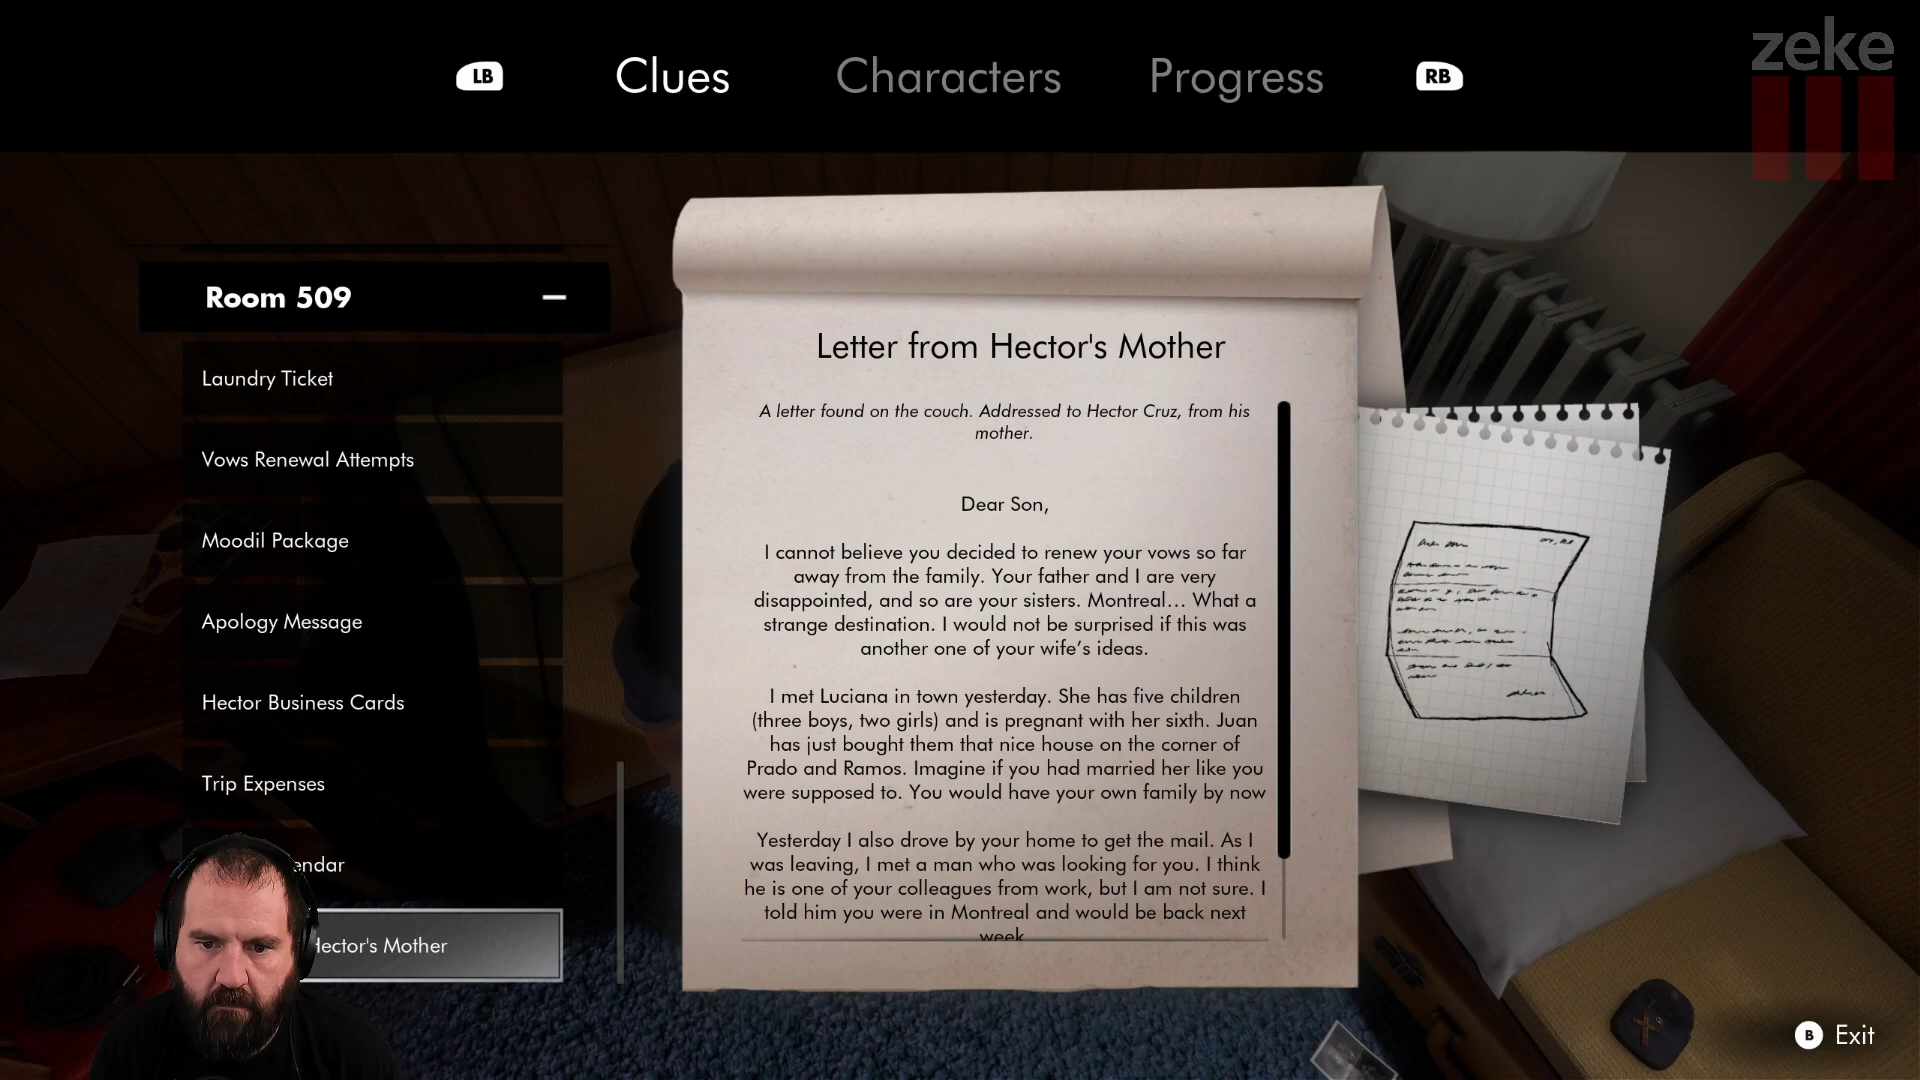 LB
Clues
Characters
Progress
RB
zeke
Room 509
Laundry Ticket
Vows Renewal Attempts
Moodil Package
Apology Message
Hector Business Cards
Trip Expenses
endar
Hector's Mother
Letter from Hector's Mother
A letter found on the couch. Addressed to Hector Cruz, from his
mother.
Dear Son,
I cannot believe you decided to renew your vows so far
away from the family. Your father and I are very
disappointed, and so are your sisters. Montreal... What a
strange destination. I would not be surprised if this was
another one of your wife’s ideas.
I met Luciana in town yesterday. She has five children
(three boys, two girls) and is pregnant with her sixth. Juan
has just bought them that nice house on the corner of
Prado and Ramos. Imagine if you had married her like you
were supposed to. You would have your own family by now
Yesterday I also drove by your home to get the mail. As I
was leaving, I met a man who was looking for you. I think
he is one of your colleagues from work, but I am not sure. I
told him you were in Montreal and would be back next
week
B Exit